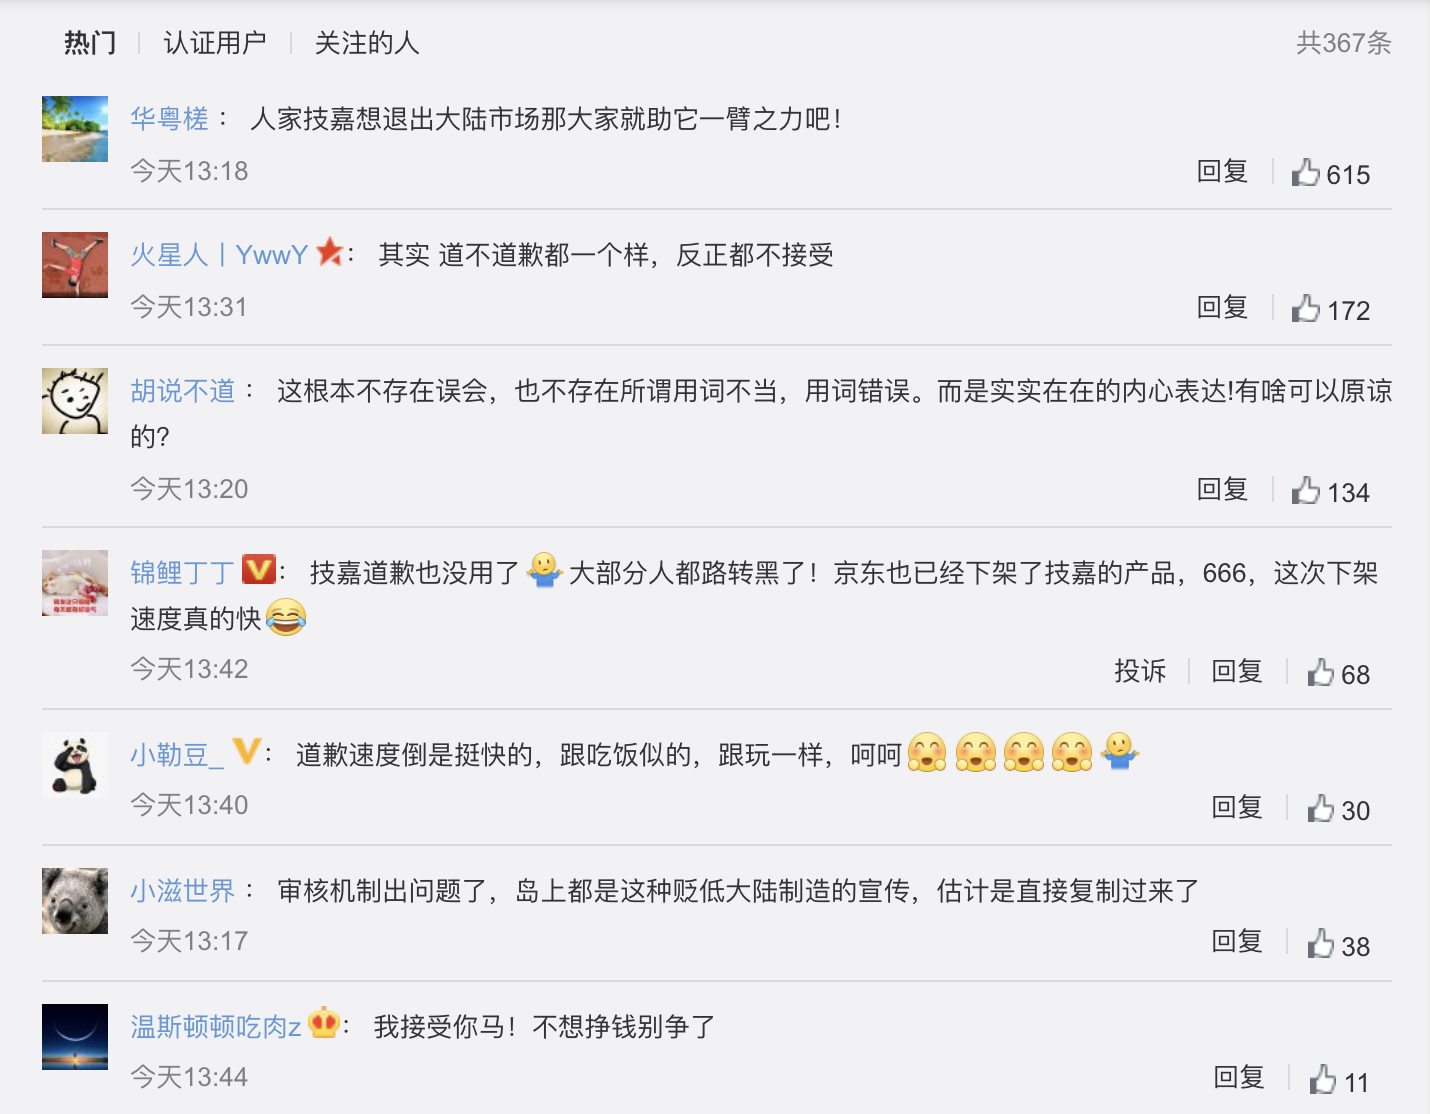 热门 认证用户 关注的人 共367条
华粤槎： 人家技嘉想退出大陆市场那大家就助它一臂之力吧！
今天13:18 回复 615
火星人丨YwwY： 其实 道不道歉都一个样，反正都不接受
今天13:31 回复 172
胡说不道： 这根本不存在误会，也不存在所谓用词不当，用词错误。而是实实在在的内心表达!有啥可以原谅
的？
今天13:20 回复 134
锦鲤丁丁： 技嘉道歉也没用了🤷大部分人都路转黑了！京东也已经下架了技嘉的产品，666，这次下架
速度真的快😂
今天13:42 投诉 回复 68
小勒豆_： 道歉速度倒是挺快的，跟吃饭似的，跟玩一样，呵呵🤗🤗🤗🤗🤷
今天13:40 回复 30
小滋世界： 审核机制出问题了，岛上都是这种贬低大陆制造的宣传，估计是直接复制过来了
今天13:17 回复 38
温斯顿顿吃肉z： 我接受你马！不想挣钱别争了
今天13:44 回复 11